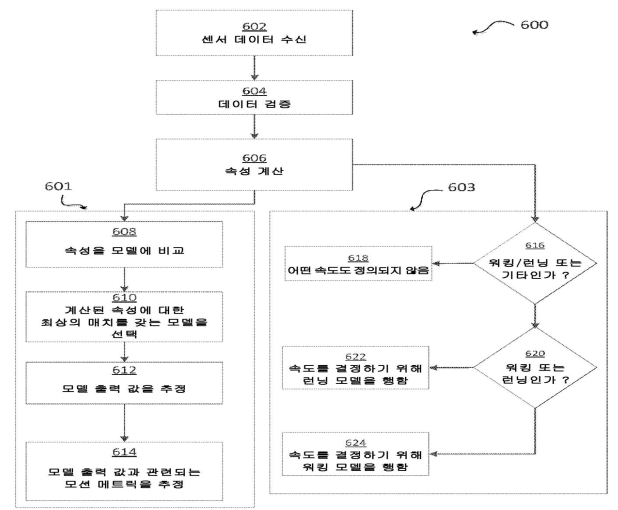 602
센서 데이터 수신
600
604
데이터 검증
606
속성 계산
601
603
608
속성을 모델에 비교
610
계산된 속성에 대한
최상의 매치를 갖는 모델을
선택
612
모델 출력 값을 추정
614
모델 출력 값과 관련되는
모션 메트릭을 추정
616
워킹/런닝 또는
기타인가 ?
618
어떤 속도도 정의되지 않음
620
워킹 또는
런닝인가 ?
622
속도를 결정하기 위해
런닝 모델을 행함
624
속도를 결정하기 위해
워킹 모델을 행함